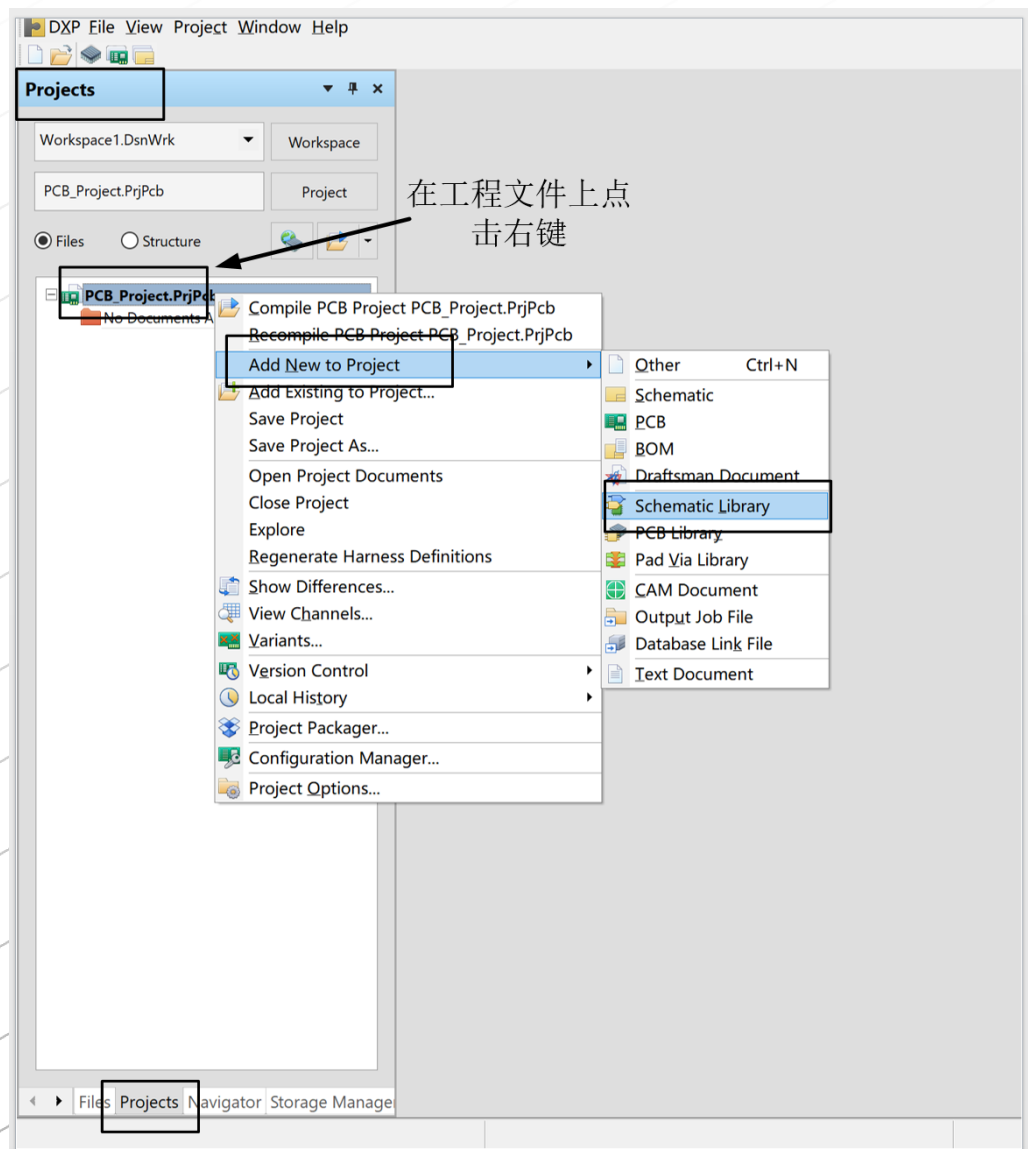 DXP File View Project Window Help
Projects
Workspace1.DsnWrk
Workspace
PCB_Project.PrjPcb
Project
在工程文件上点
击右键
Files
Structure
PCB_Project.PrjPcb
No Documents A
Compile PCB Project PCB_Project.PrjPcb
Recompile PCB Project PCB_Project.PrjPcb
Add New to Project
Add Existing to Project...
Save Project
Save Project As...
Open Project Documents
Close Project
Explore
Regenerate Harness Definitions
Show Differences...
View Channels...
Variants...
Version Control
Local History
Project Packager...
Configuration Manager...
Project Options...
Other Ctrl+N
Schematic
PCB
BOM
Draftsman Document
Schematic Library
PCB Library
Pad Via Library
CAM Document
Output Job File
Database Link File
Text Document
Files Projects Navigator Storage Manager